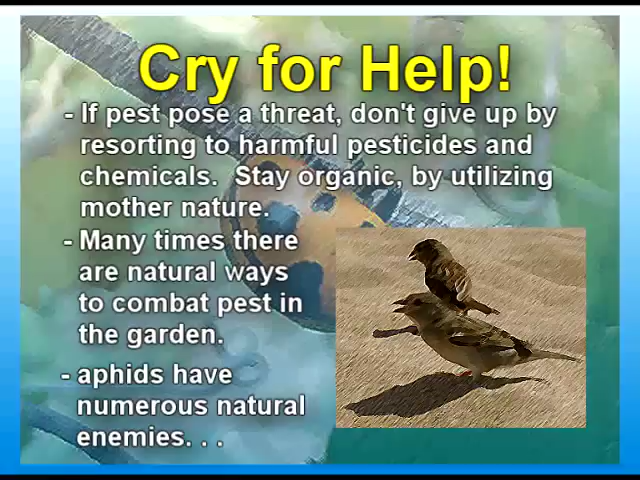 Cry for Help!
- If pest pose a threat, don't give up by
resorting to harmful pesticides and
chemicals.  Stay organic, by utilizing
mother nature.
- Many times there
are natural ways
to combat pest in
the garden.
- aphids have
numerous natural
enemies. . .